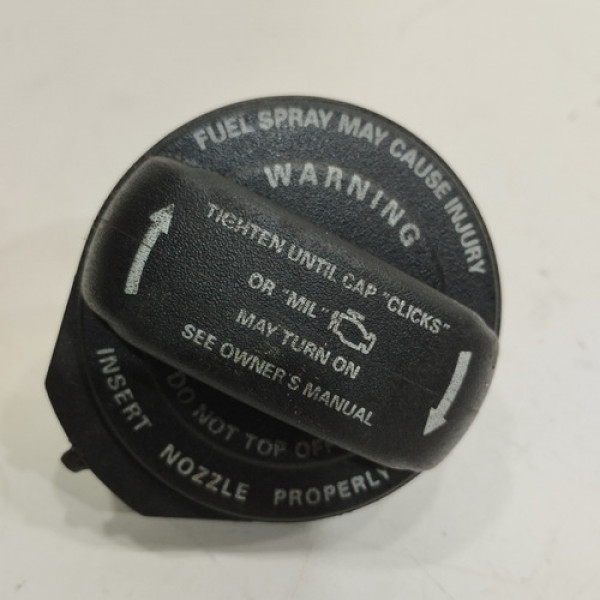 FUEL SPRAY MAY CAUSE INJURY
WARNING
TIGHTEN UNTIL CAP "CLICKS"
OR "MIL"
MAY TURN ON
SEE OWNER'S MANUAL
DO NOT TOP OFF
INSERT NOZZLE PROPERLY